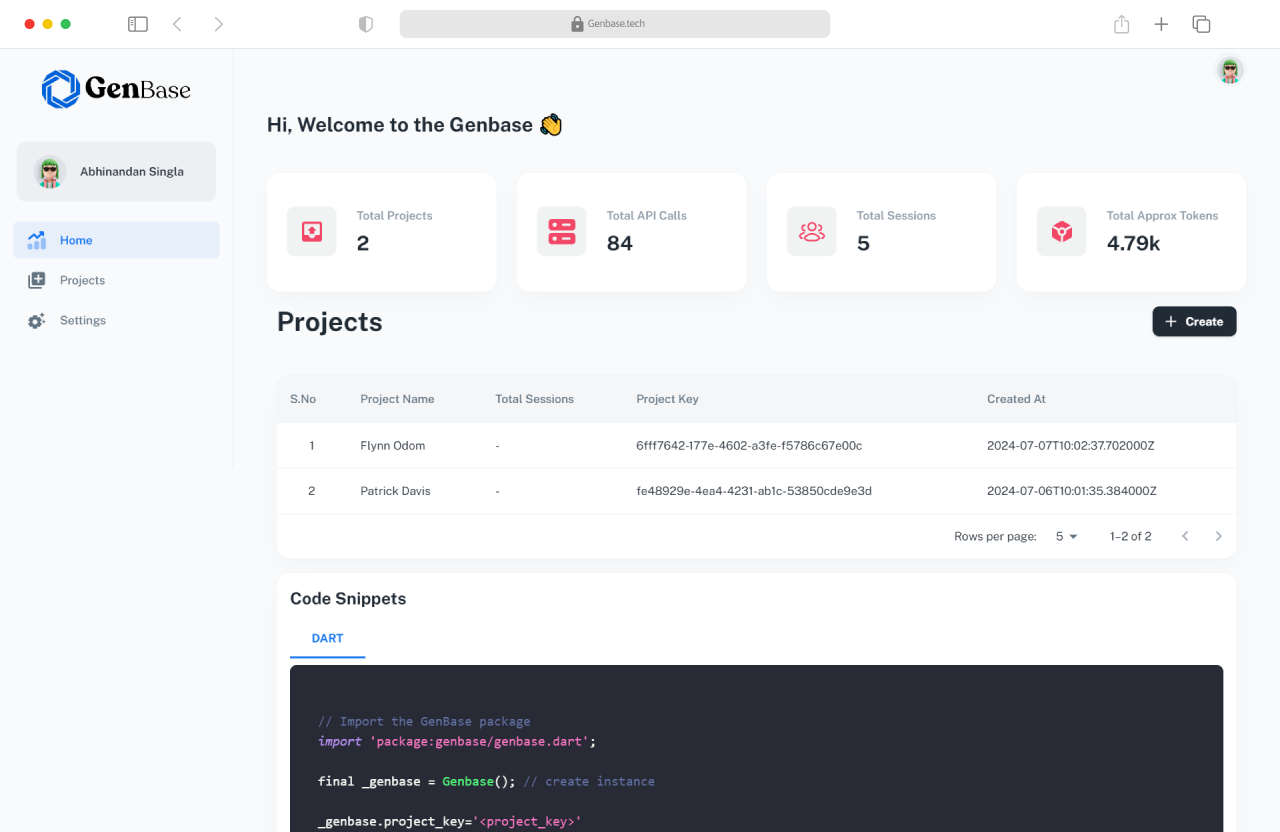 Genbase.tech
GenBase
Hi, Welcome to the Genbase 👋
Abhinandan Singla
Home
Projects
Settings
Total Projects
2
Total API Calls
84
Total Sessions
5
Total Approx Tokens
4.79k
Projects
+ Create
S.No Project Name Total Sessions Project Key Created At
1 Flynn Odom - 6fff7642-177e-4602-a3fe-f5786c67e00c 2024-07-07T10:02:37.702000Z
2 Patrick Davis - fe48929e-4ea4-4231-ab1c-53850cde9e3d 2024-07-06T10:01:35.384000Z
Rows per page: 5 1–2 of 2
Code Snippets
DART
// Import the GenBase package
import 'package:genbase/genbase.dart';
final _genbase = Genbase(); // create instance
_genbase.project_key='<project_key>'